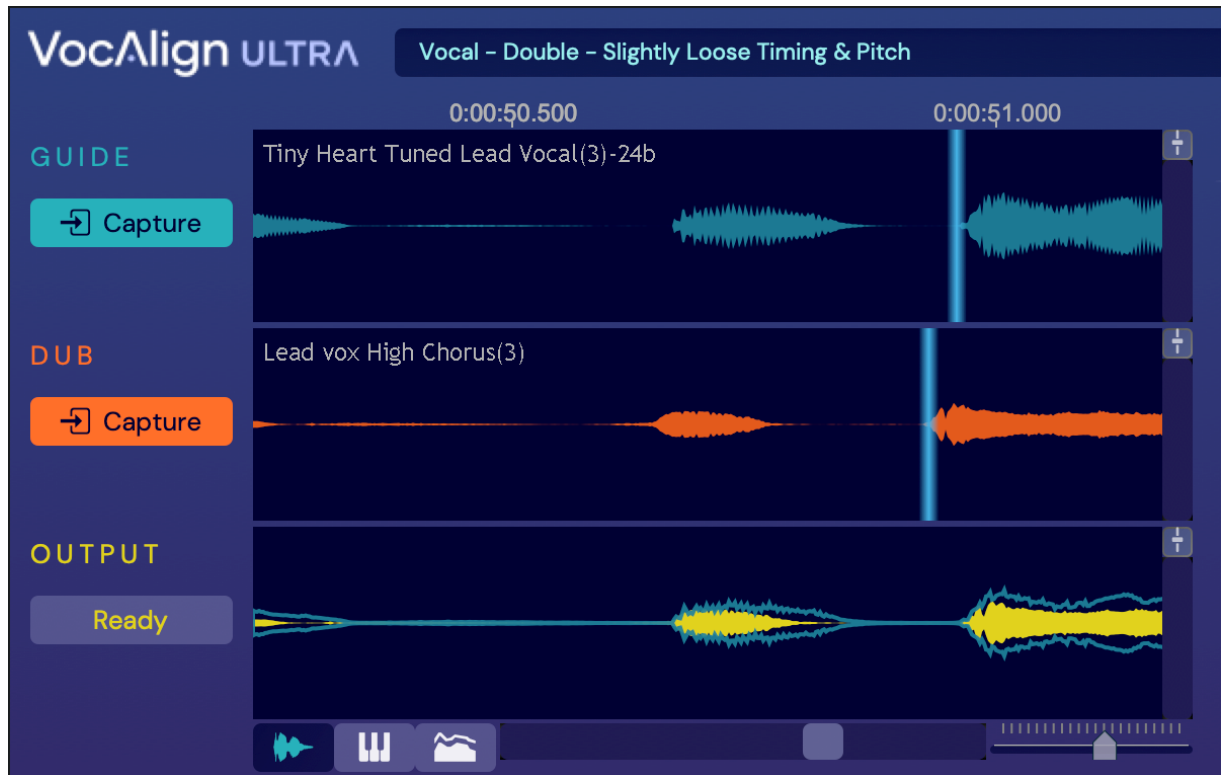 VocAlign ULTRA
Vocal – Double – Slightly Loose Timing & Pitch
0:00:50.500 0:00:51.000
GUIDE
Tiny Heart Tuned Lead Vocal(3)-24b
Capture
DUB
Lead vox High Chorus(3)
Capture
OUTPUT
Ready